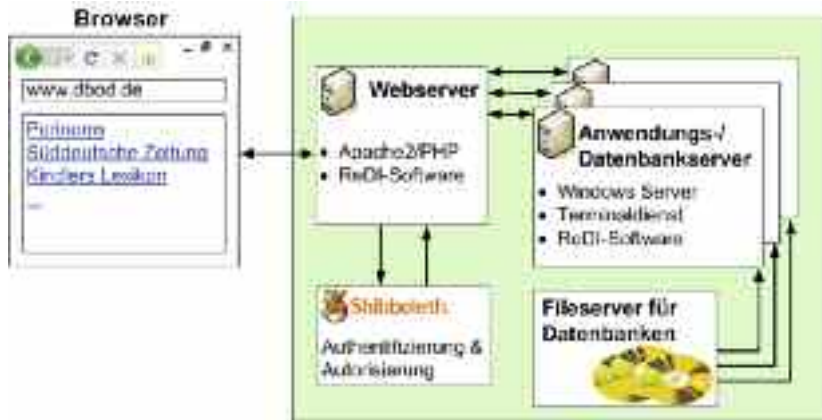 Browser
www.dbod.de
Perinorm
Süddeutsche Zeitung
Kindlers Lexikon
...
Webserver
• Apache2/PHP
• ReDI-Software
Anwendungs-/
Datenbankserver
• Windows Server
• Terminaldienst
• ReDI-Software
Shibboleth.
Authentifizierung &
Autorisierung
Fileserver für
Datenbanken